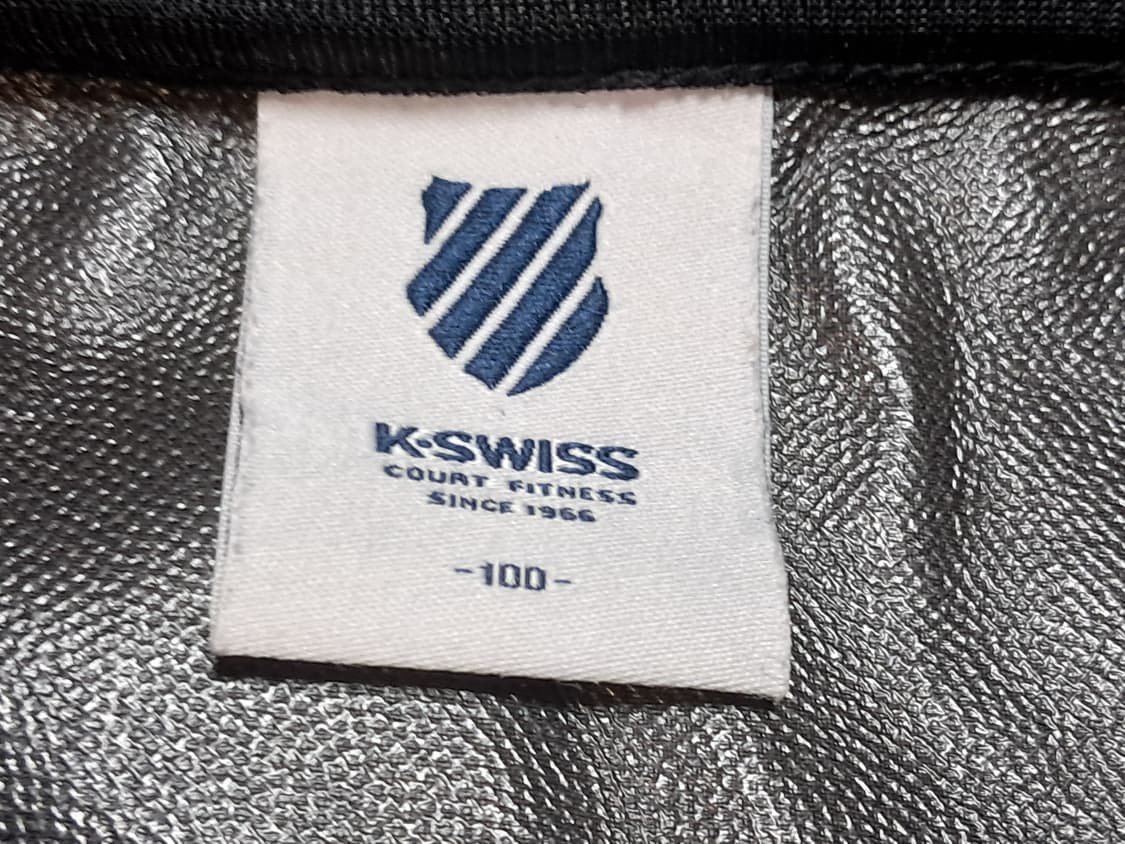 K·SWISS
COURT FITNESS
SINCE 1966
-100-